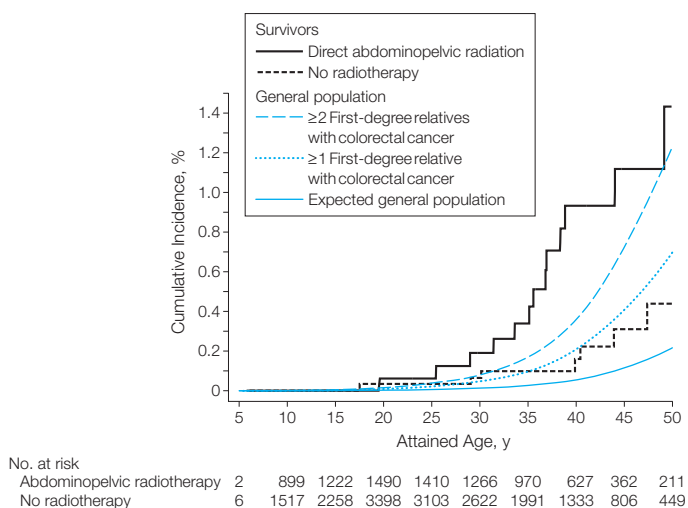 Survivors
Direct abdominopelvic radiation
No radiotherapy
General population
≥2 First-degree relatives
with colorectal cancer
≥1 First-degree relative
with colorectal cancer
Expected general population
Cumulative Incidence, %
1.4
1.2
1.0
0.8
0.6
0.4
0.2
0
5 10 15 20 25 30 35 40 45 50
Attained Age, y
No. at risk
Abdominopelvic radiotherapy 2 899 1222 1490 1410 1266 970 627 362 211
No radiotherapy 6 1517 2258 3398 3103 2622 1991 1333 806 449